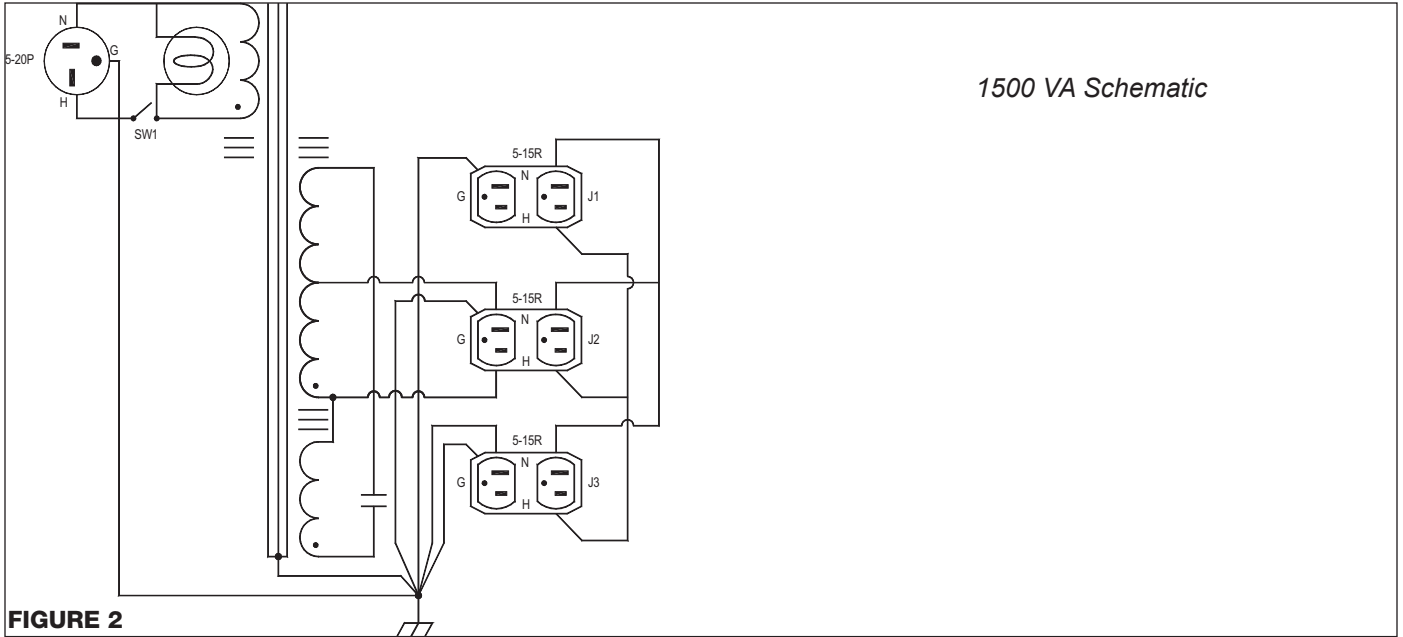 N
5-20P
G
H
SW1
1500 VA Schematic
5-15R
N
G
J1
H
5-15R
N
G
J2
H
5-15R
N
G
J3
H
FIGURE 2